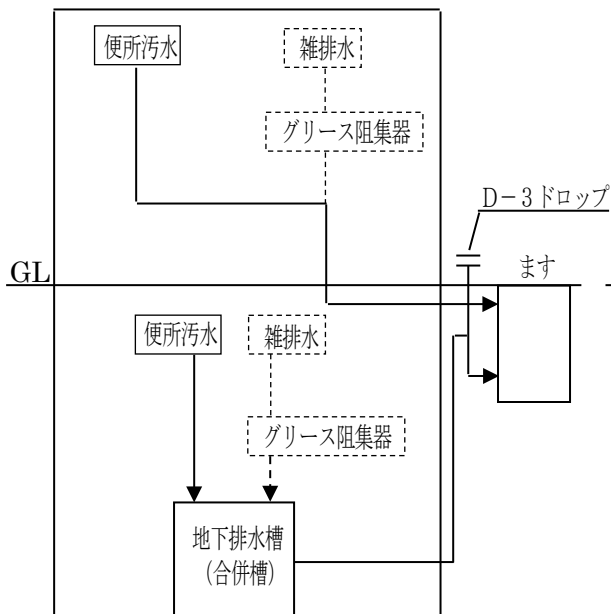 便所汚水
雑排水
グリース阻集器
D-3ドロップ
GL
ます
便所汚水
雑排水
グリース阻集器
地下排水槽
(合併槽)